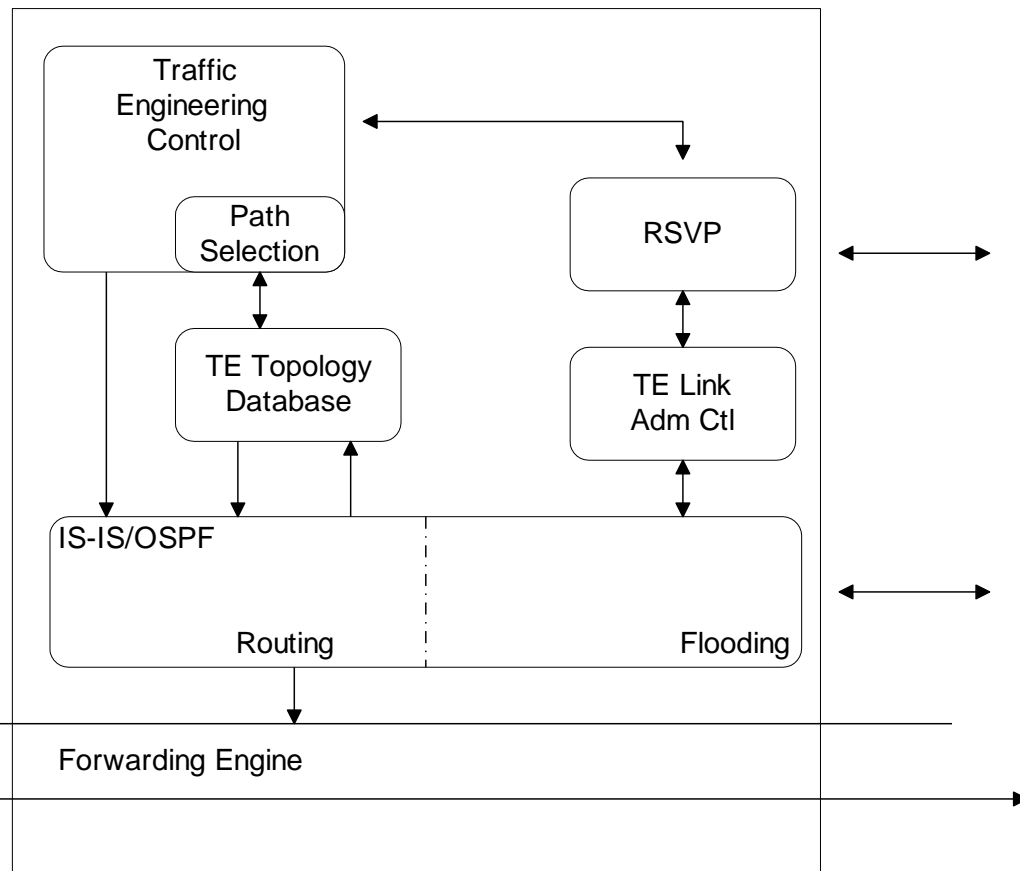 Traffic
Engineering
Control
Path
Selection
RSVP
TE Topology
Database
TE Link
Adm Ctl
IS-IS/OSPF
Routing
Flooding
Forwarding Engine